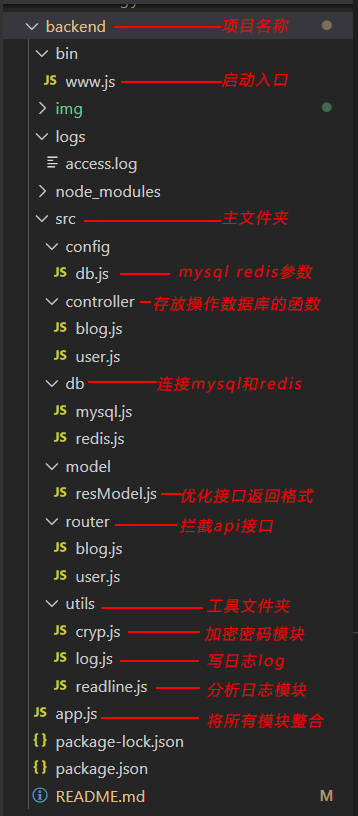 backend 项目名称
bin
JS www.js 启动入口
img
logs
access.log
node_modules
src 主文件夹
config
JS db.js mysql redis参数
controller 存放操作数据库的函数
JS blog.js
JS user.js
db 连接mysql和redis
JS mysql.js
JS redis.js
model
JS resModel.js 优化接口返回格式
router 拦截api接口
JS blog.js
JS user.js
utils 工具文件夹
JS cryp.js 加密密码模块
JS log.js 写日志log
JS readline.js 分析日志模块
JS app.js 将所有模块整合
{} package-lock.json
{} package.json
README.md M